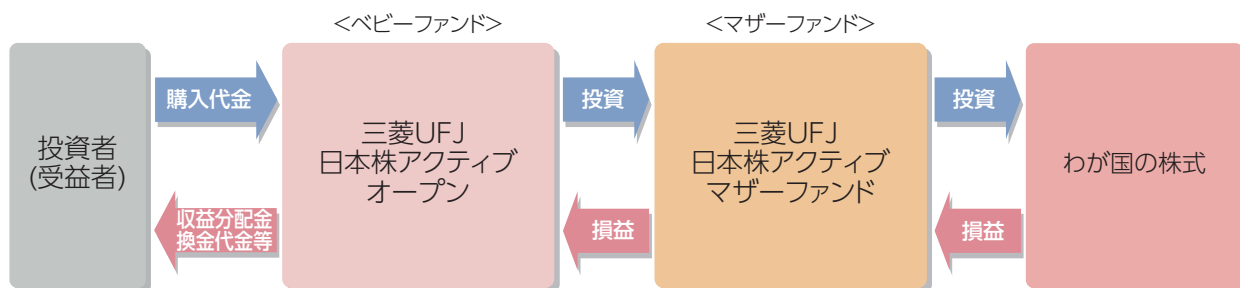 <ベビーファンド>
<マザーファンド>
投資者
(受益者)
購入代金
収益分配金
換金代金等
三菱UFJ
日本株アクティブ
オープン
投資
損益
三菱UFJ
日本株アクティブ
マザーファンド
投資
損益
わが国の株式